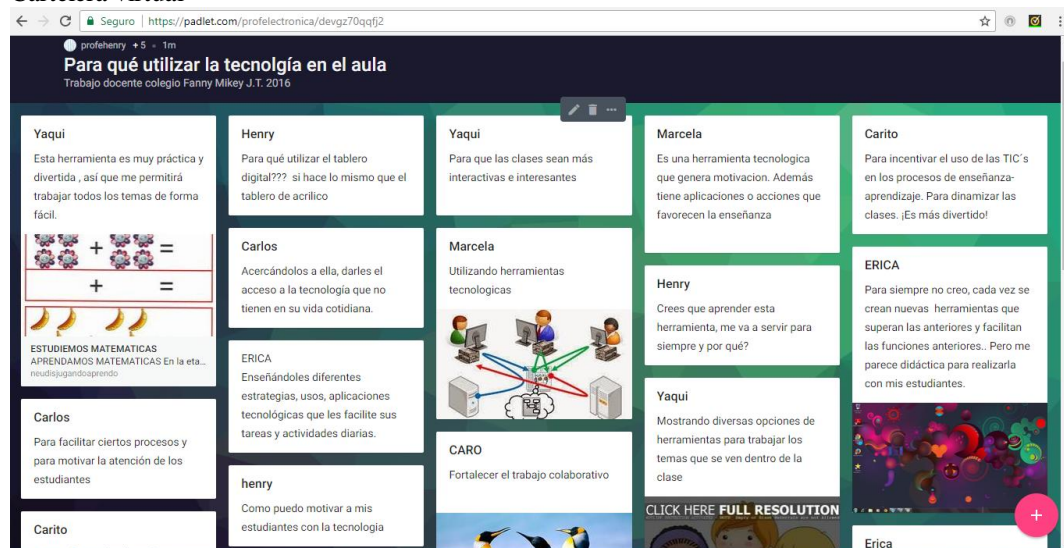 Cartelera Virtual
Seguro | https://padlet.com/profelectronica/devgz70qqfj2
profehenry +5 • 1m
Para qué utilizar la tecnolgía en el aula
Trabajo docente colegio Fanny Mikey J.T. 2016
Yaqui
Esta herramienta es muy práctica y
divertida , así que me permitirá
trabajar todos los temas de forma
fácil.
+ =
+ =
ESTUDIEMOS MATEMATICAS
APRENDAMOS MATEMATICAS En la eta...
neudisjugandoaprendo
Carlos
Para facilitar ciertos procesos y
para motivar la atención de los
estudiantes
Carito
Henry
Para qué utilizar el tablero
digital??? si hace lo mismo que el
tablero de acrilico
Carlos
Acercándolos a ella, darles el
acceso a la tecnología que no
tienen en su vida cotidiana.
ERICA
Enseñándoles diferentes
estrategias, usos, aplicaciones
tecnológicas que les facilite sus
tareas y actividades diarias.
henry
Como puedo motivar a mis
estudiantes con la tecnologia
Yaqui
Para que las clases sean más
interactivas e interesantes
Marcela
Utilizando herramientas
tecnologicas
CARO
Fortalecer el trabajo colaborativo
Marcela
Es una herramienta tecnologica
que genera motivacion. Además
tiene aplicaciones o acciones que
favorecen la enseñanza
Henry
Crees que aprender esta
herramienta, me va a servir para
siempre y por qué?
Yaqui
Mostrando diversas opciones de
herramientas para trabajar los
temas que se ven dentro de la
clase
CLICK HERE FULL RESOLUTION
Carito
Para incentivar el uso de las TIC´s
en los procesos de enseñanza-
aprendizaje. Para dinamizar las
clases. ¡Es más divertido!
ERICA
Para siempre no creo, cada vez se
crean nuevas herramientas que
superan las anteriores y facilitan
las funciones anteriores.. Pero me
parece didáctica para realizarla
con mis estudiantes.
Erica